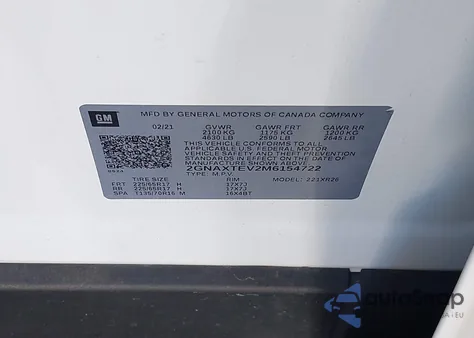 GM
MFD BY GENERAL MOTORS OF CANADA COMPANY
02/21 GVWR GAWR FRT GAWR RR
2100 KG 1175 KG 1200 KG
4630 LB 2590 LB 2645 LB
THIS VEHICLE CONFORMS TO ALL
APPLICABLE U.S. FEDERAL MOTOR
VEHICLE SAFETY AND THEFT PREVENTION
STANDARDS IN EFFECT ON THE DATE OF
MANUFACTURE SHOWN ABOVE.
2GNAXTEV2M6154722
TYPE: M.P.V. MODEL: 221XR26
TIRE SIZE RIM
FRT 225/65R17 H 17X7J
RR 225/65R17 H 17X7J
SPA T135/70R16 M 16X4BT